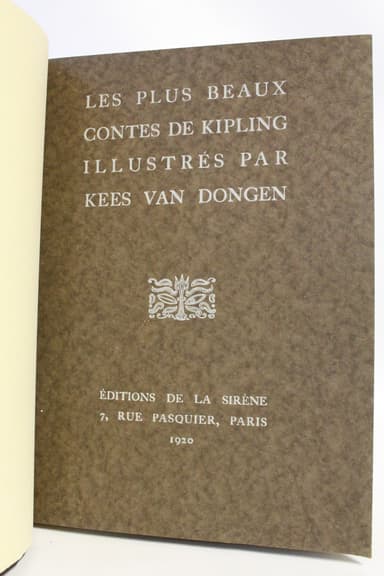 LES PLUS BEAUX
CONTES DE KIPLING
ILLUSTRÉS PAR
KEES VAN DONGEN
ÉDITIONS DE LA SIRÈNE
7, RUE PASQUIER, PARIS
1920